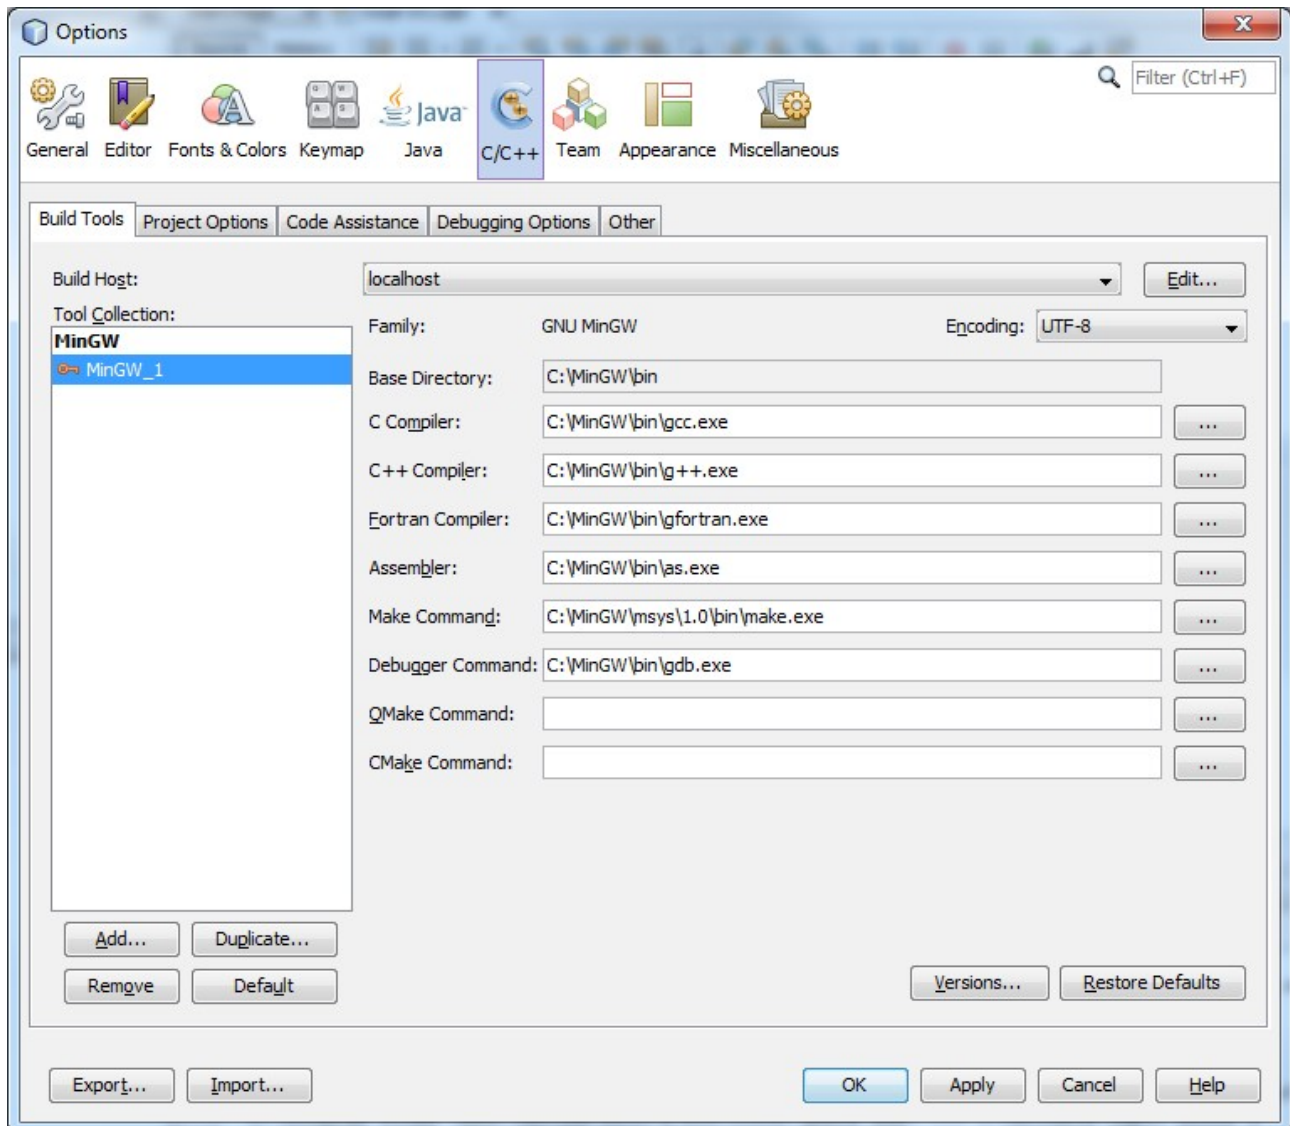 Options
Filter (Ctrl+F)
General Editor Fonts & Colors Keymap Java C/C++ Team Appearance Miscellaneous
Build Tools Project Options Code Assistance Debugging Options Other
Build Host: localhost Edit...
Tool Collection:
MinGW
MinGW_1
Family: GNU MinGW Encoding: UTF-8
Base Directory: C:\MinGW\bin
C Compiler: C:\MinGW\bin\gcc.exe ...
C++ Compiler: C:\MinGW\bin\g++.exe ...
Fortran Compiler: C:\MinGW\bin\gfortran.exe ...
Assembler: C:\MinGW\bin\as.exe ...
Make Command: C:\MinGW\msys\1.0\bin\make.exe ...
Debugger Command: C:\MinGW\bin\gdb.exe ...
QMake Command: ...
CMake Command: ...
Add... Duplicate...
Remove Default
Versions... Restore Defaults
Export... Import... OK Apply Cancel Help